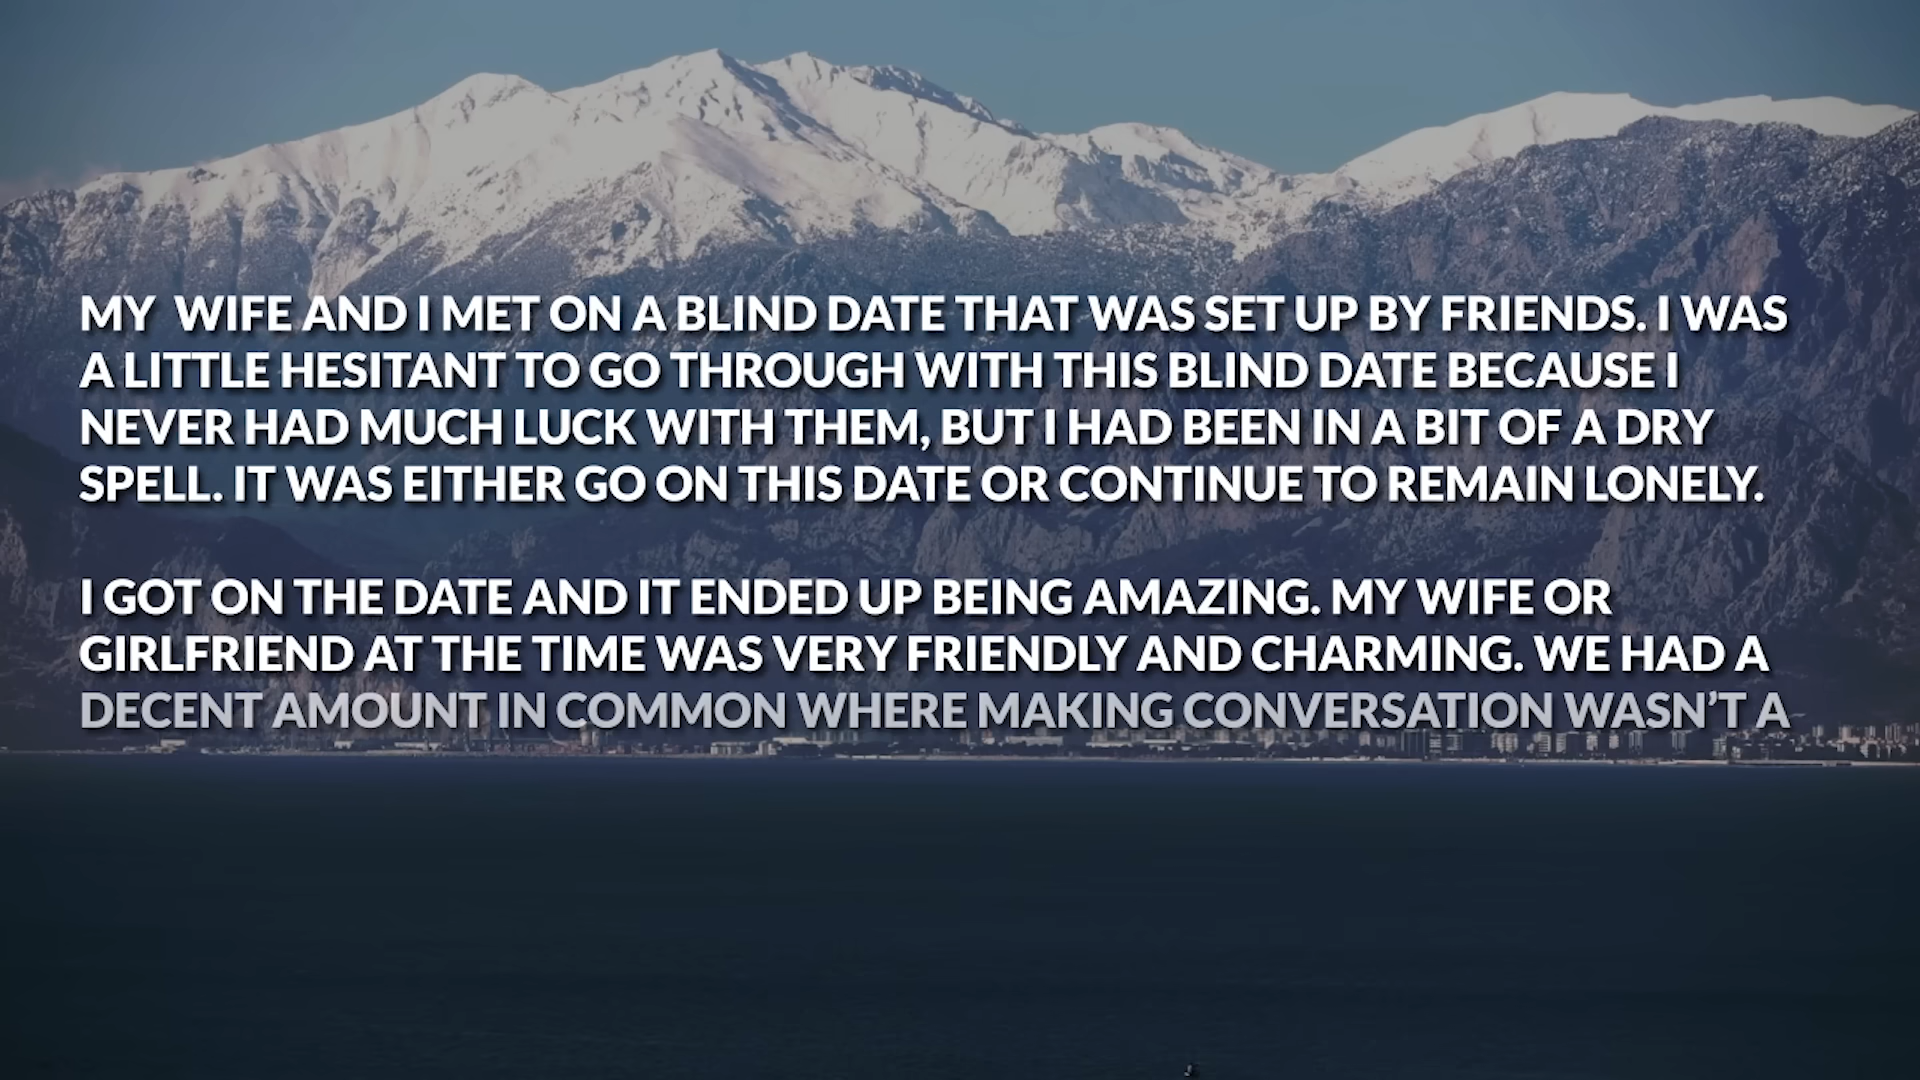 MY  WIFE AND I MET ON A BLIND DATE THAT WAS SET UP BY FRIENDS. I WAS
A LITTLE HESITANT TO GO THROUGH WITH THIS BLIND DATE BECAUSE I
NEVER HAD MUCH LUCK WITH THEM, BUT I HAD BEEN IN A BIT OF A DRY
SPELL. IT WAS EITHER GO ON THIS DATE OR CONTINUE TO REMAIN LONELY.
I GOT ON THE DATE AND IT ENDED UP BEING AMAZING. MY WIFE OR
GIRLFRIEND AT THE TIME WAS VERY FRIENDLY AND CHARMING. WE HAD A
DECENT AMOUNT IN COMMON WHERE MAKING CONVERSATION WASN’T A